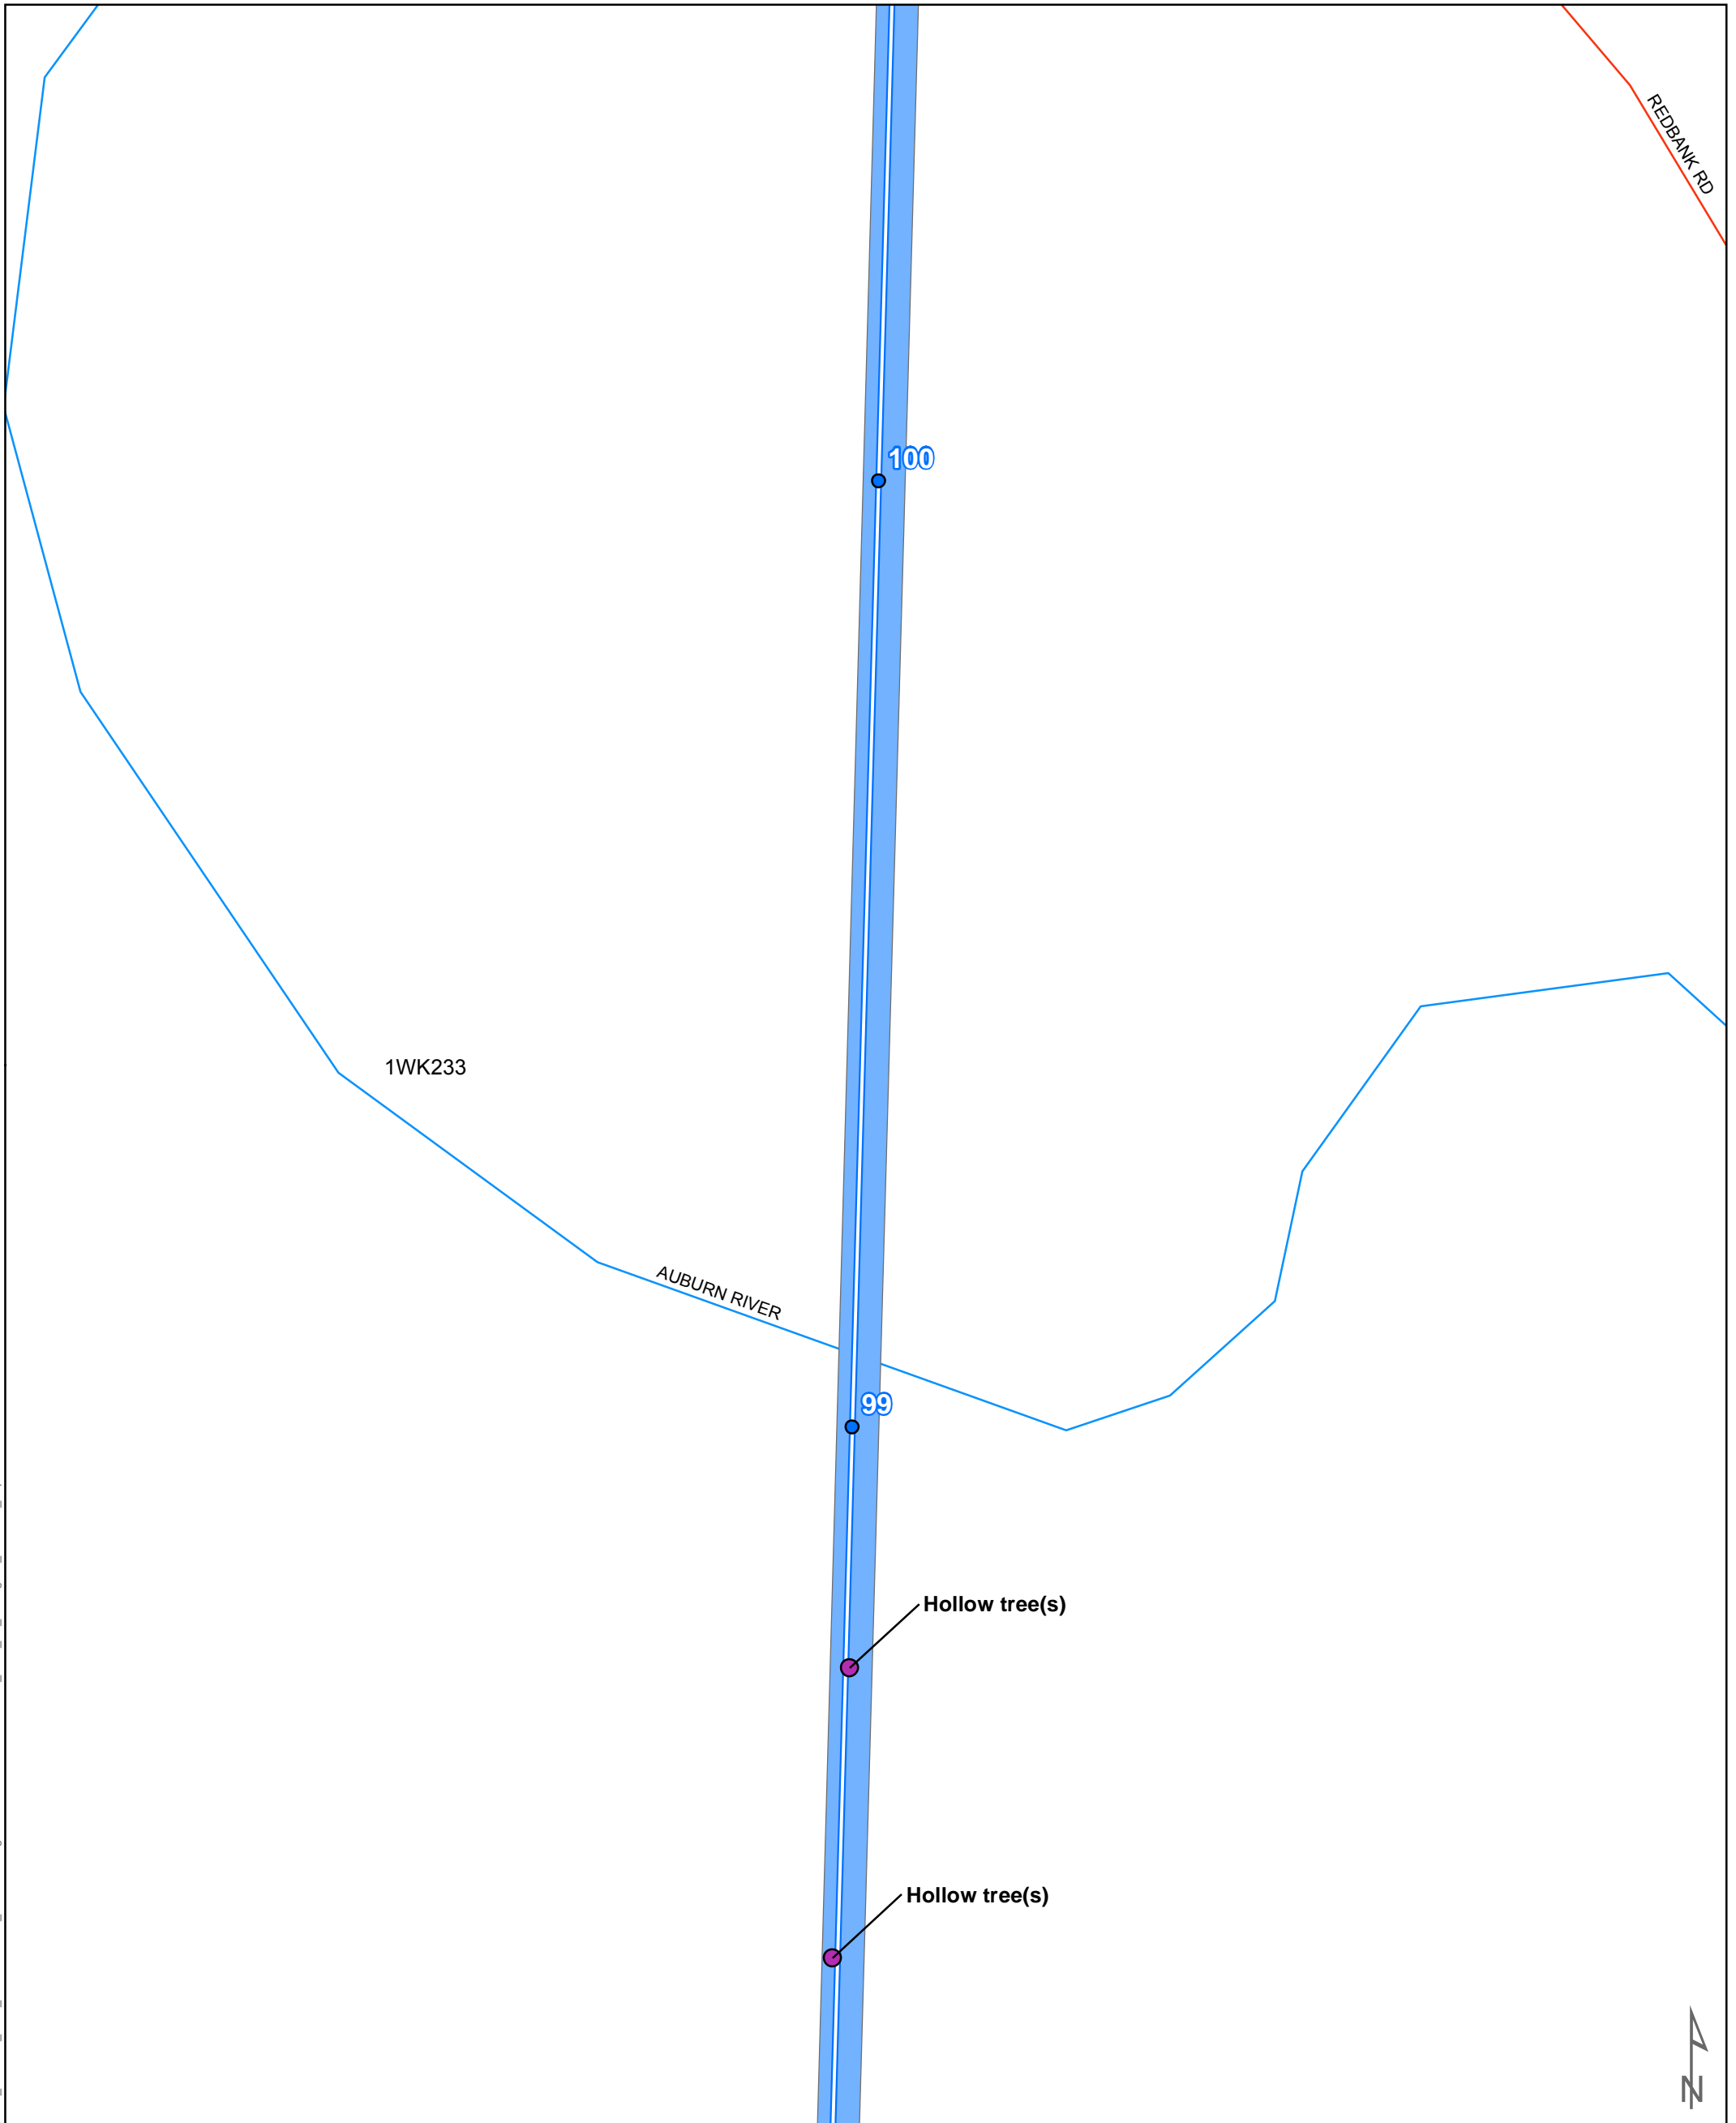 REDBANK RD
100
1WK233
AUBURN RIVER
99
Hollow tree(s)
Hollow tree(s)
N